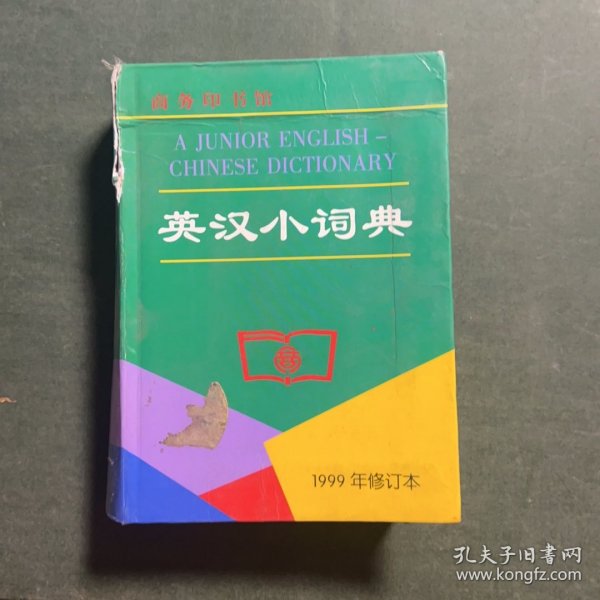 商务印书馆
A JUNIOR ENGLISH –
CHINESE DICTIONARY
英汉小词典
1999 年修订本
孔夫子旧书网
www.kongfz.com